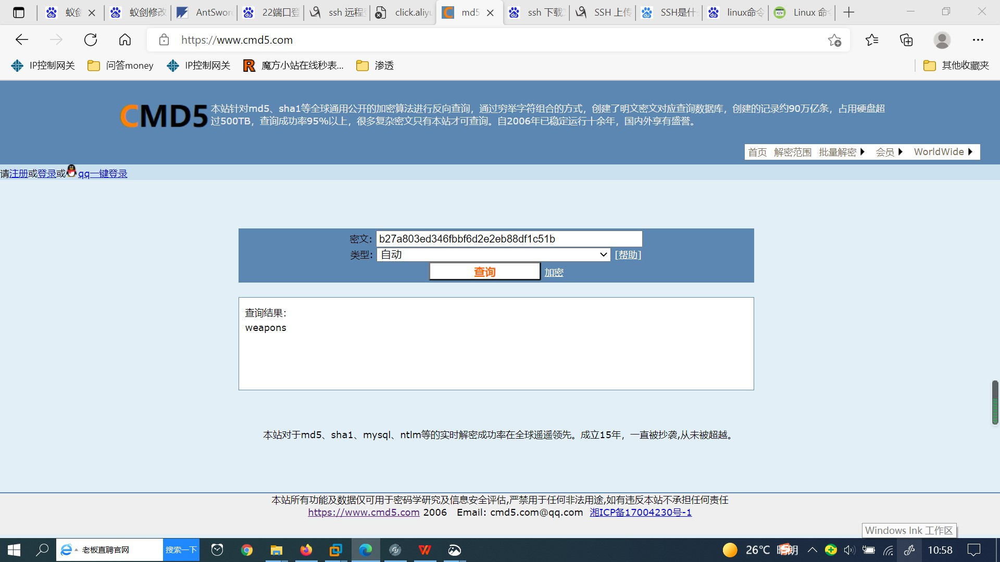 蚁剑
蚁剑修改
AntSword
22端口登
ssh 远程
click.aliyu
md5
ssh 下载
SSH 上传
SSH是什
linux命令
Linux 命
https://www.cmd5.com
IP控制网关
问答money
IP控制网关
魔方小站在线秒表...
渗透
其他收藏夹
CMD5
本站针对md5、sha1等全球通用公开的加密算法进行反向查询，通过穷举字符组合的方式，创建了明文密文对应查询数据库，创建的记录约90万亿条，占用硬盘超
过500TB，查询成功率95%以上，很多复杂密文只有本站才可查询。自2006年已稳定运行十余年，国内外享有盛誉。
首页 解密范围 批量解密 会员 WorldWide
请注册或登录或qq一键登录
密文: b27a803ed346fbbf6d2e2eb88df1c51b
类型: 自动 [帮助]
查询 加密
查询结果:
weapons
本站对于md5、sha1、mysql、ntlm等的实时解密成功率在全球遥遥领先。成立15年，一直被抄袭,从未被超越。
本站所有功能及数据仅可用于密码学研究及信息安全评估,严禁用于任何非法用途,如有违反本站不承担任何责任
https://www.cmd5.com 2006 Email: cmd5.com@qq.com 湘ICP备17004230号-1
Windows Ink 工作区
老板直聘官网
搜索一下
26℃ 晴朗
10:58